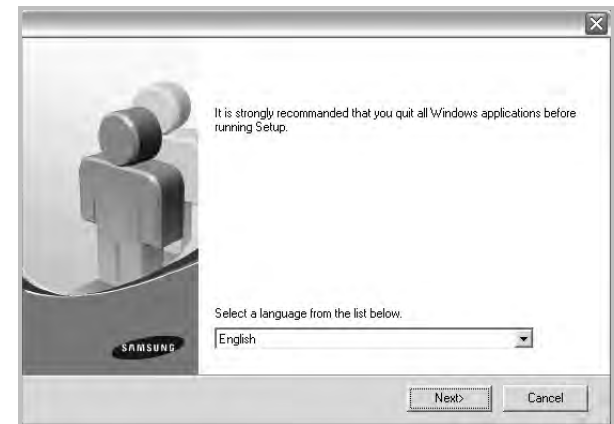 It is strongly recommanded that you quit all Windows applications before
running Setup.
Select a language from the list below.
English
SAMSUNG
Next>
Cancel